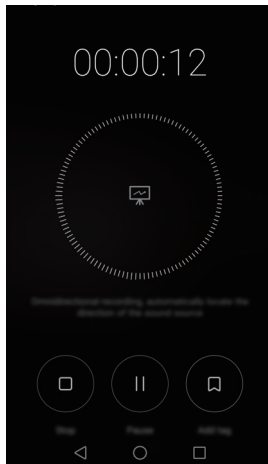 00:00:12
Omnidirectional recording, automatically locate the
direction of the sound source
Stop
Pause
Add tag